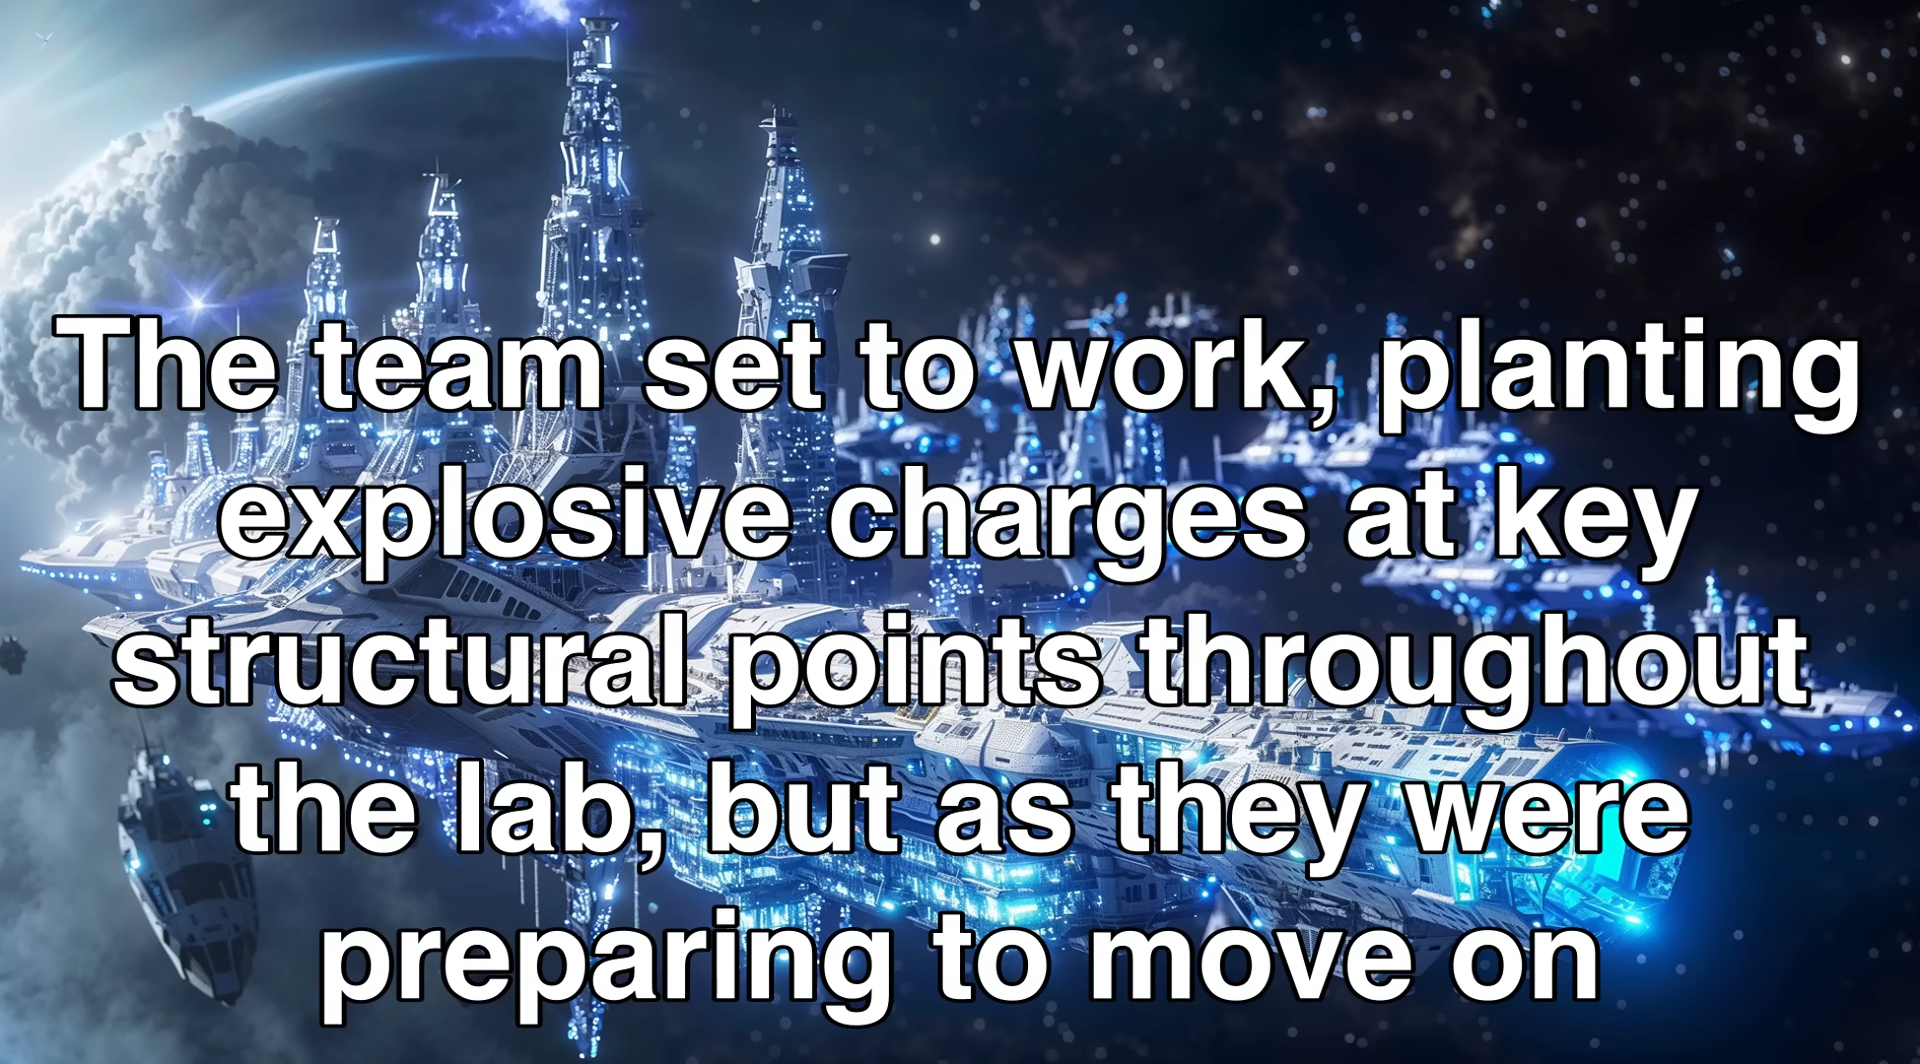 The team set to work, planting
explosive charges at key
structural points throughout
the lab, but as they were
preparing to move on